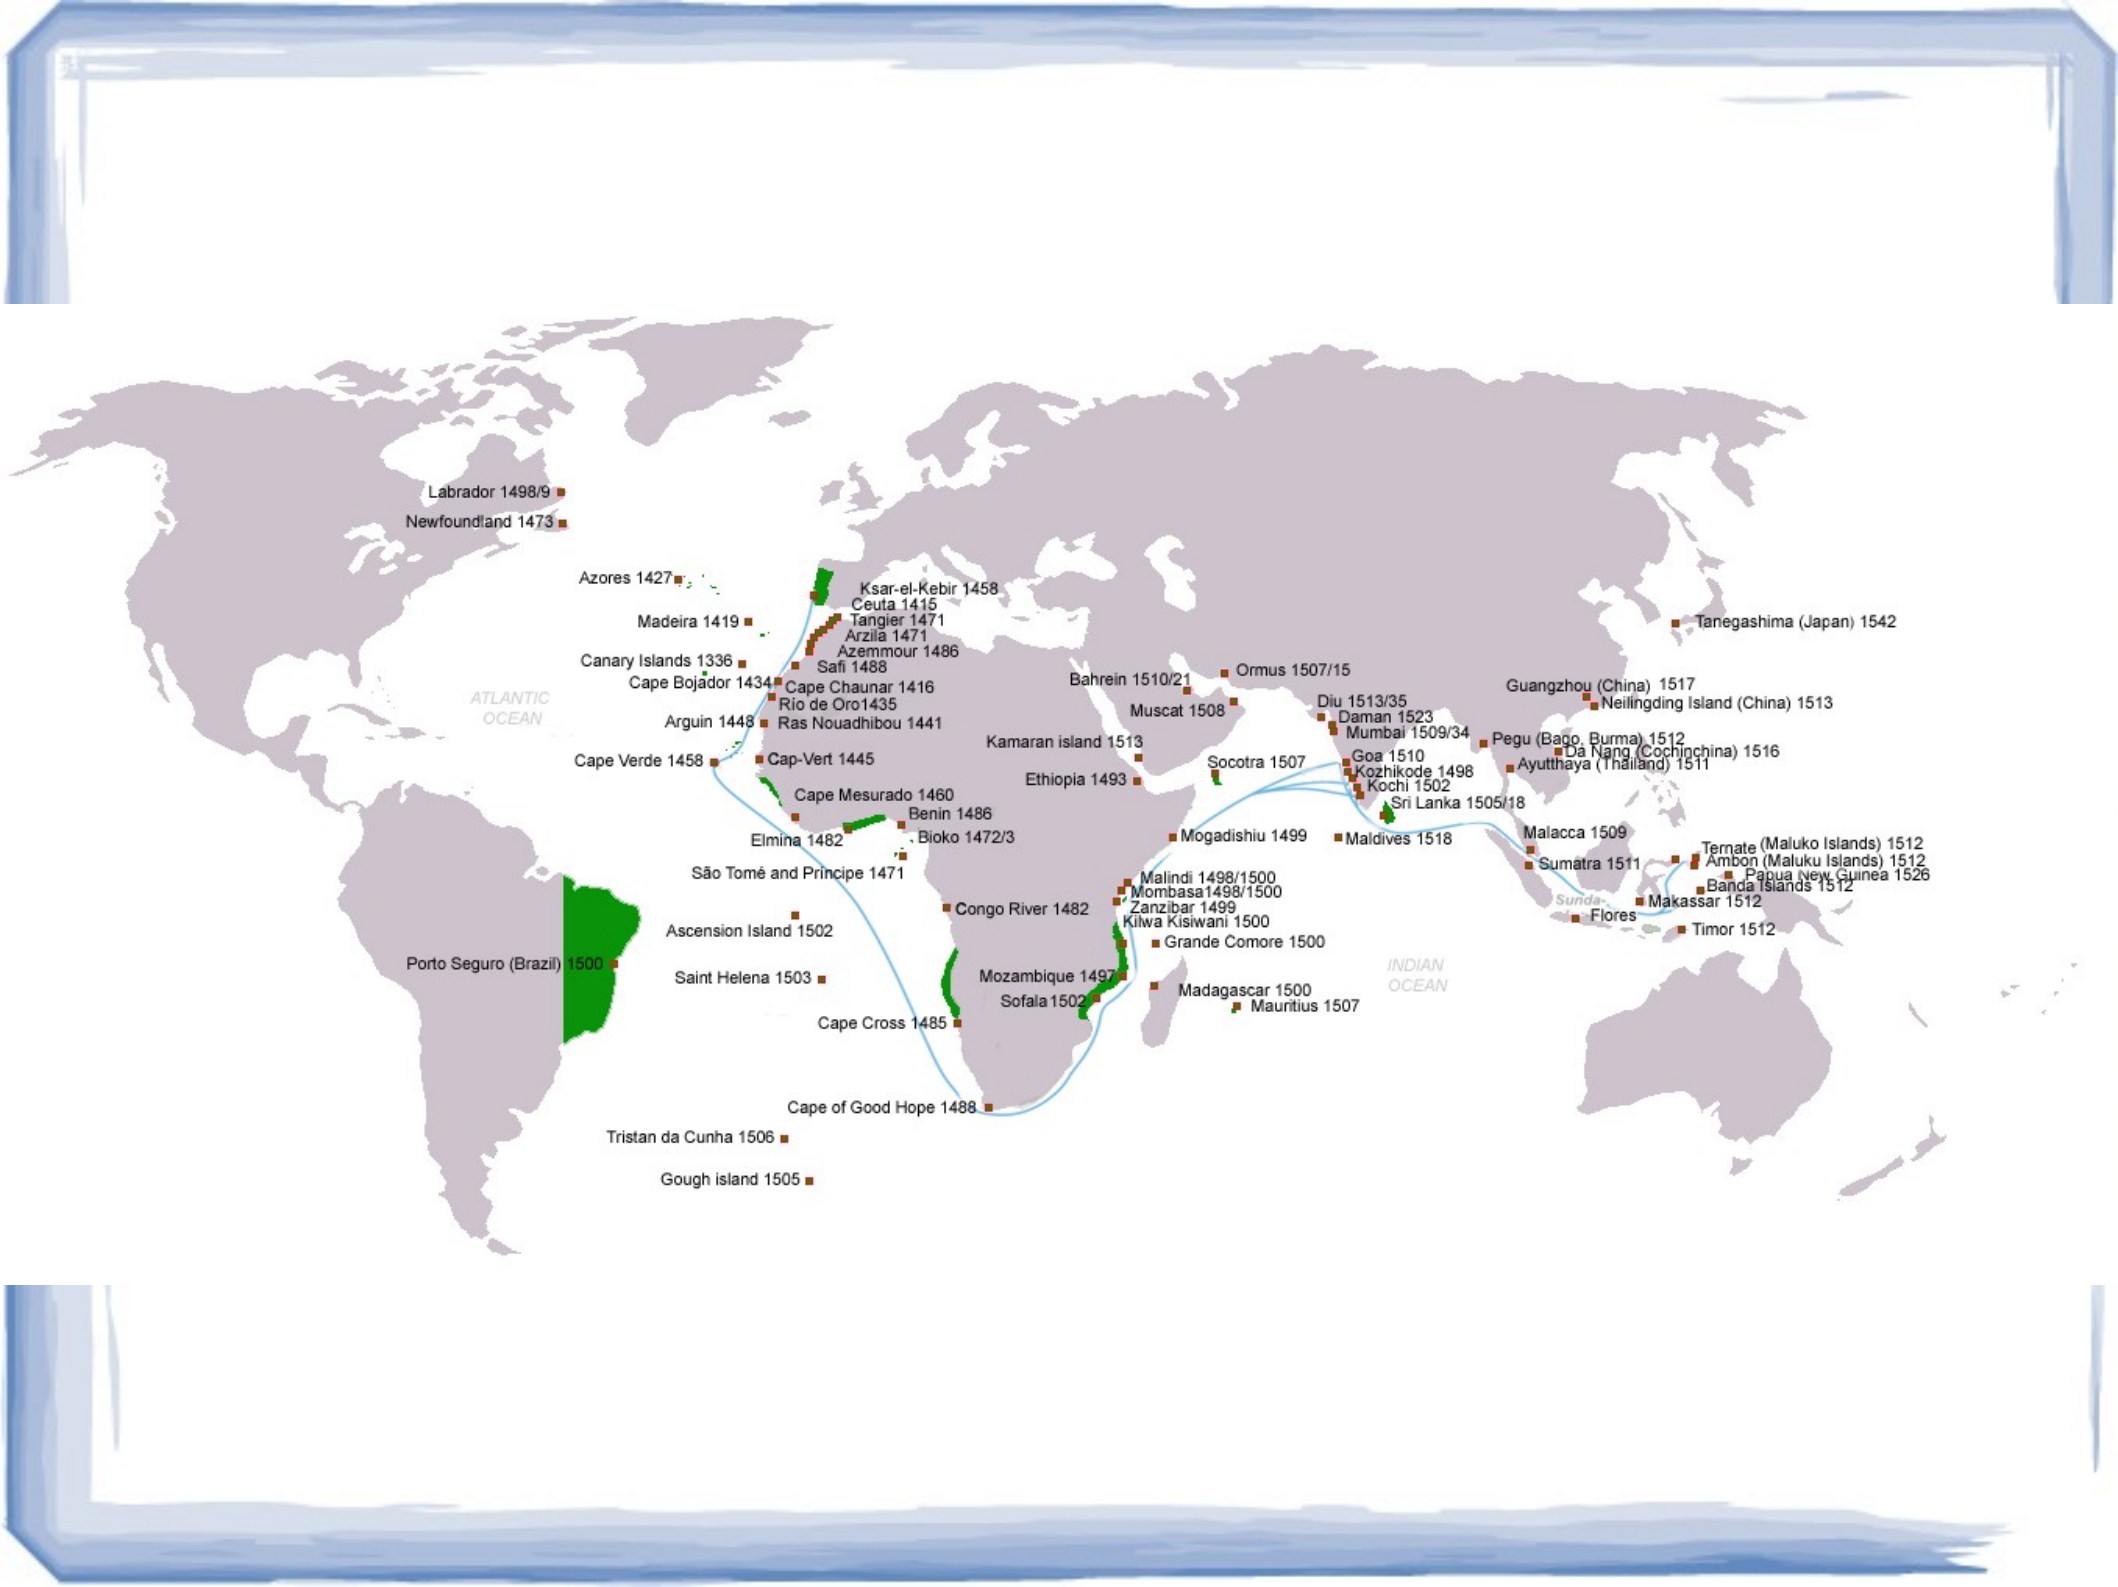 Labrador 1498/9
Newfoundland 1473
Azores 1427
Ksar-el-Kebir 1458
Ceuta 1415
Madeira 1419
Tangier 1471
Tanegashima (Japan) 1542
Arzila 1471
Azemmour 1486
Canary Islands 1336
Safi 1488
Ormus 1507/15
Cape Bojador 1434
Cape Chaunar 1416
Bahrein 1510/21
Guangzhou (China) 1517
ATLANTIC
OCEAN
Río de Oro1435
Muscat 1508
Diu 1513/35
Neilingding Island (China) 1513
Arguin 1448
Ras Nouadhibou 1441
Daman 1523
Mumbai 1509/34
Kamaran island 1513
Pegu (Bago, Burma) 1512
Da Nang (Cochinchina) 1516
Cape Verde 1458
Cap-Vert 1445
Socotra 1507
Goa 1510
Ayutthaya (Thailand) 1511
Ethiopia 1493
Kozhikode 1498
Kochi 1502
Cape Mesurado 1460
Sri Lanka 1505/18
Benin 1486
Elmina 1482
Bioko 1472/3
Mogadishiu 1499
Maldives 1518
Malacca 1509
Ternate (Maluko Islands) 1512
Sumatra 1511
Ambon (Maluku Islands) 1512
São Tomé and Príncipe 1471
Malindi 1498/1500
Papua New Guinea 1526
Mombasa1498/1500
Banda Islands 1512
Congo River 1482
Zanzibar 1499
Sunda-
Makassar 1512
Ascension Island 1502
Kilwa Kisiwani 1500
Flores
Timor 1512
Grande Comore 1500
Porto Seguro (Brazil) 1500
Saint Helena 1503
Mozambique 1497
INDIAN
OCEAN
Sofala 1502
Madagascar 1500
Mauritius 1507
Cape Cross 1485
Cape of Good Hope 1488
Tristan da Cunha 1506
Gough island 1505